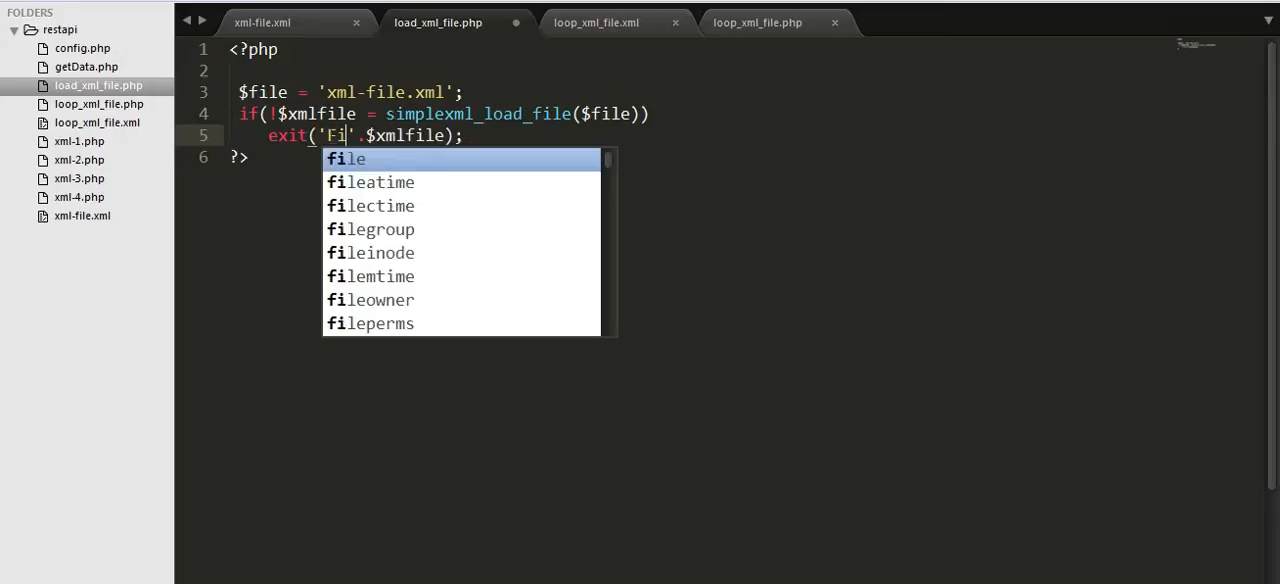 FOLDERS
restapi
config.php
getData.php
load_xml_file.php
loop_xml_file.php
loop_xml_file.xml
xml-1.php
xml-2.php
xml-3.php
xml-4.php
xml-file.xml
xml-file.xml × load_xml_file.php loop_xml_file.xml × loop_xml_file.php ×
1 <?php
2
3 $file = 'xml-file.xml';
4 if(!$xmlfile = simplexml_load_file($file))
5 exit('Fi'.$xmlfile);
6 ?>
file
fileatime
filectime
filegroup
fileinode
filemtime
fileowner
fileperms